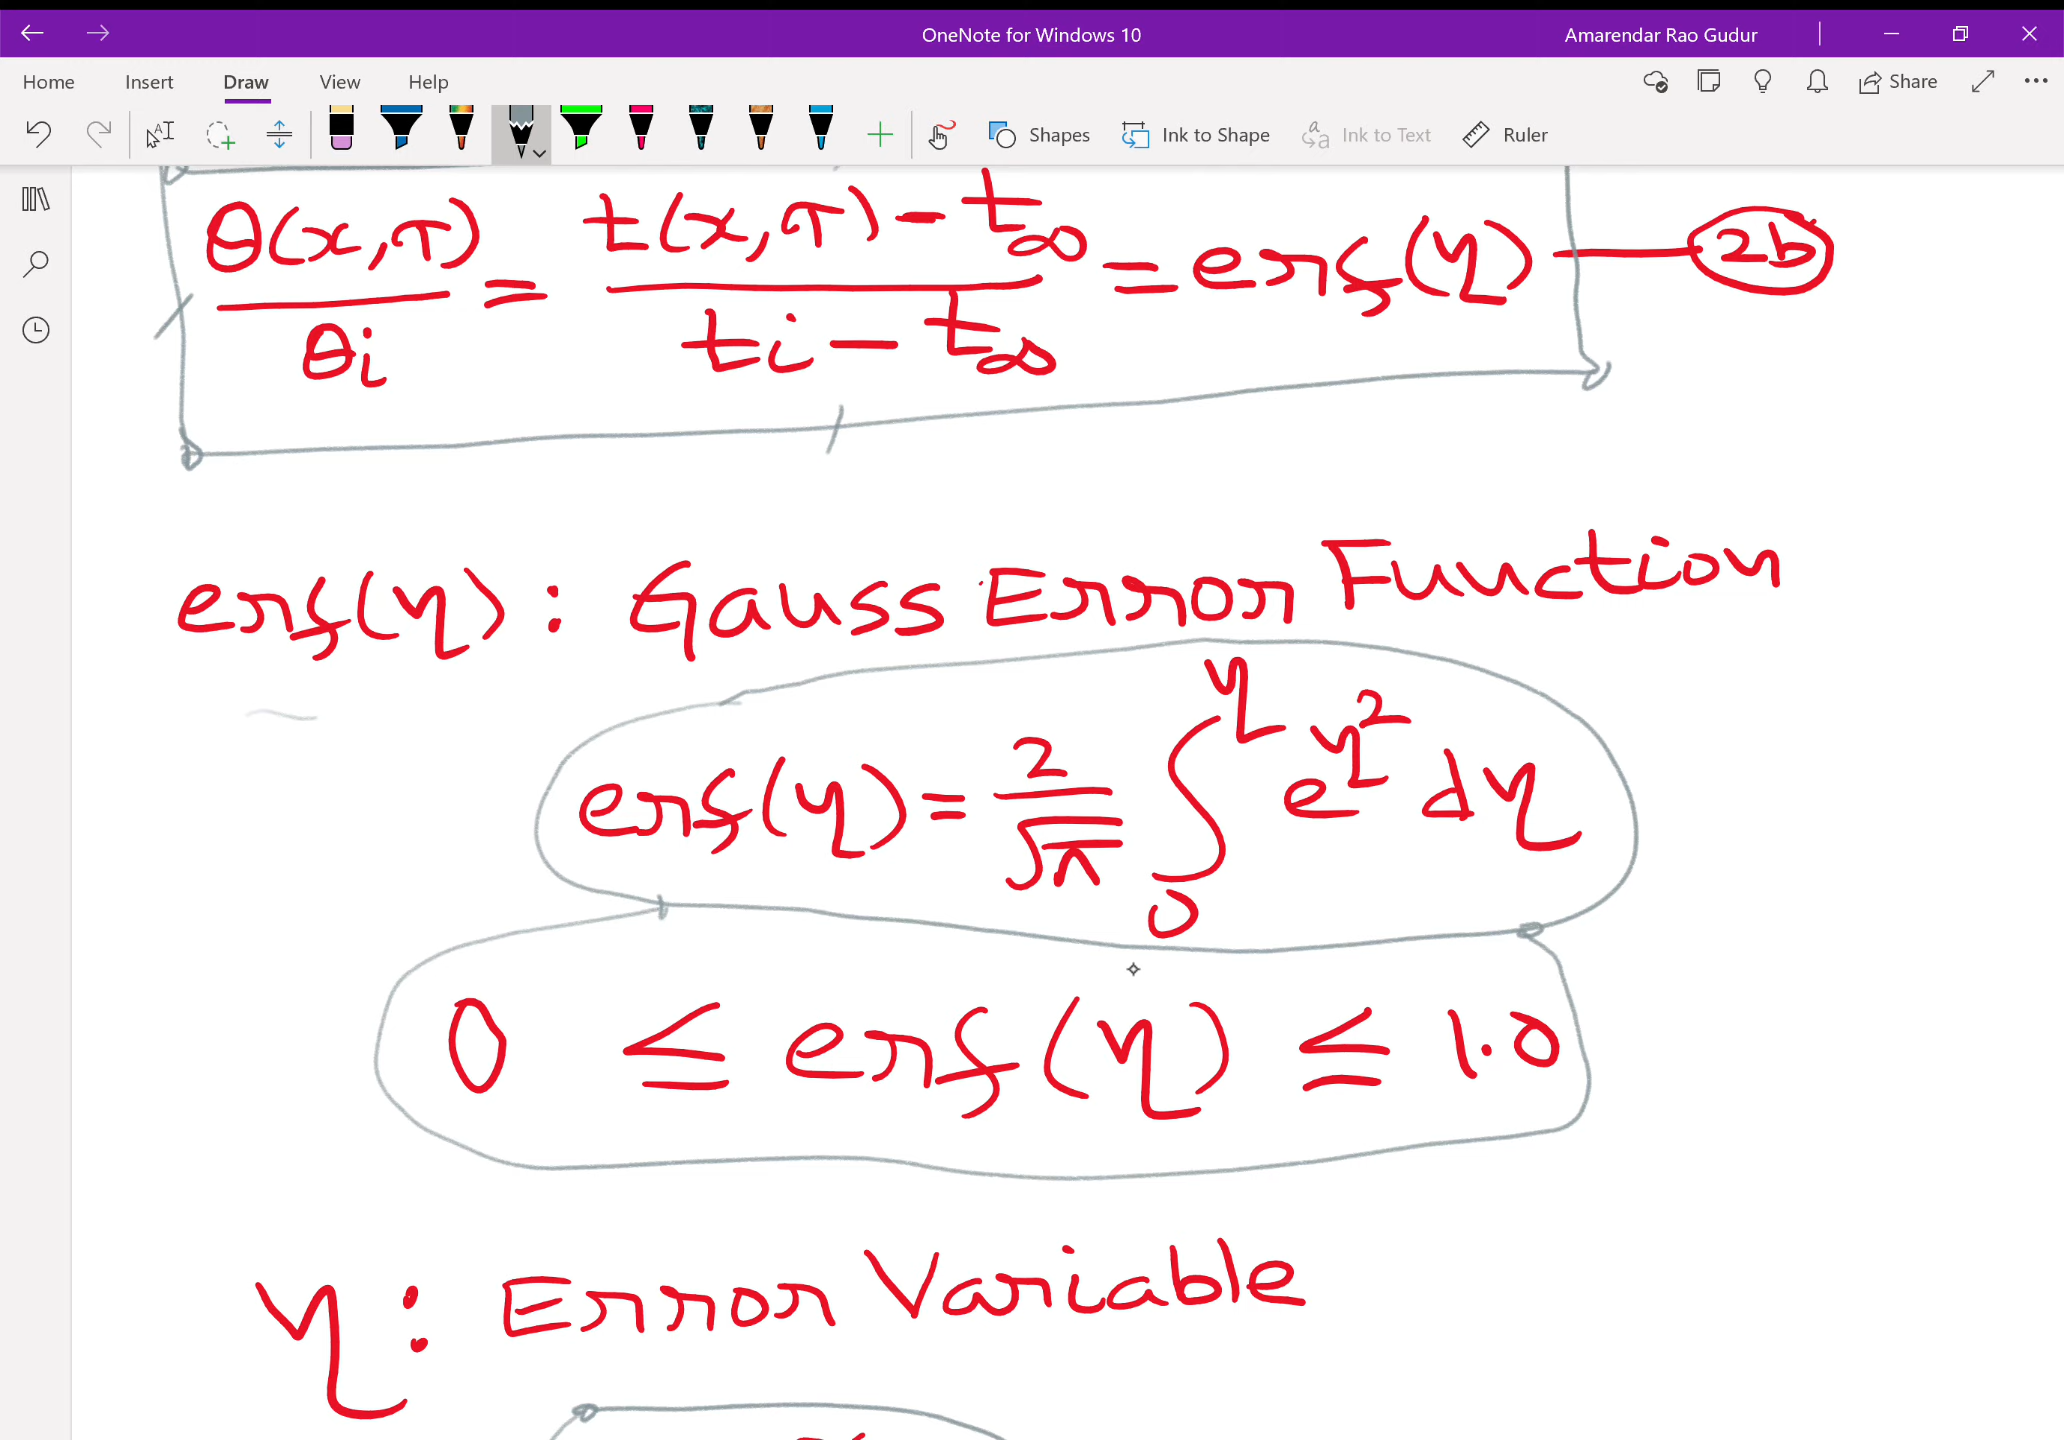 OneNote for Windows 10
Amarendar Rao Gudur
Home Insert Draw View Help Share
Shapes Ink to Shape Ink to Text Ruler
θ(x,τ)/θi = t(x,τ) - t∞ / ti - t∞ = erf(η) — 2b
erf(η): Gauss Error Function
erf(η) = 2/√π ∫₀^η e^η² dη
0 ≤ erf(η) ≤ 1.0
η: Error Variable